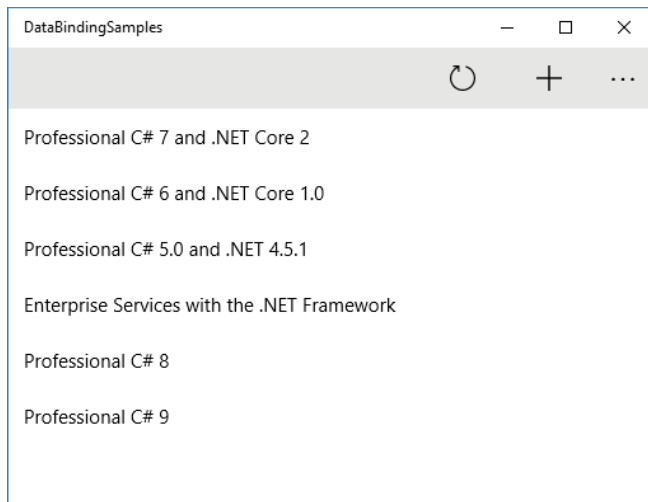 DataBindingSamples
Professional C# 7 and .NET Core 2
Professional C# 6 and .NET Core 1.0
Professional C# 5.0 and .NET 4.5.1
Enterprise Services with the .NET Framework
Professional C# 8
Professional C# 9